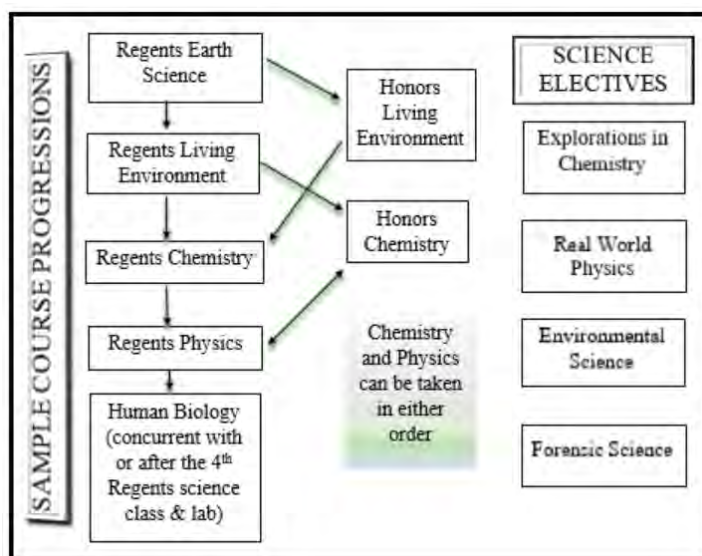 SAMPLE COURSE PROGRESSIONS
Regents Earth
Science
Regents Living
Environment
Regents Chemistry
Regents Physics
Human Biology
(concurrent with
or after the 4th
Regents science
class & lab)
Honors
Living
Environment
Honors
Chemistry
Chemistry
and Physics
can be taken
in either
order
SCIENCE
ELECTIVES
Explorations in
Chemistry
Real World
Physics
Environmental
Science
Forensic Science